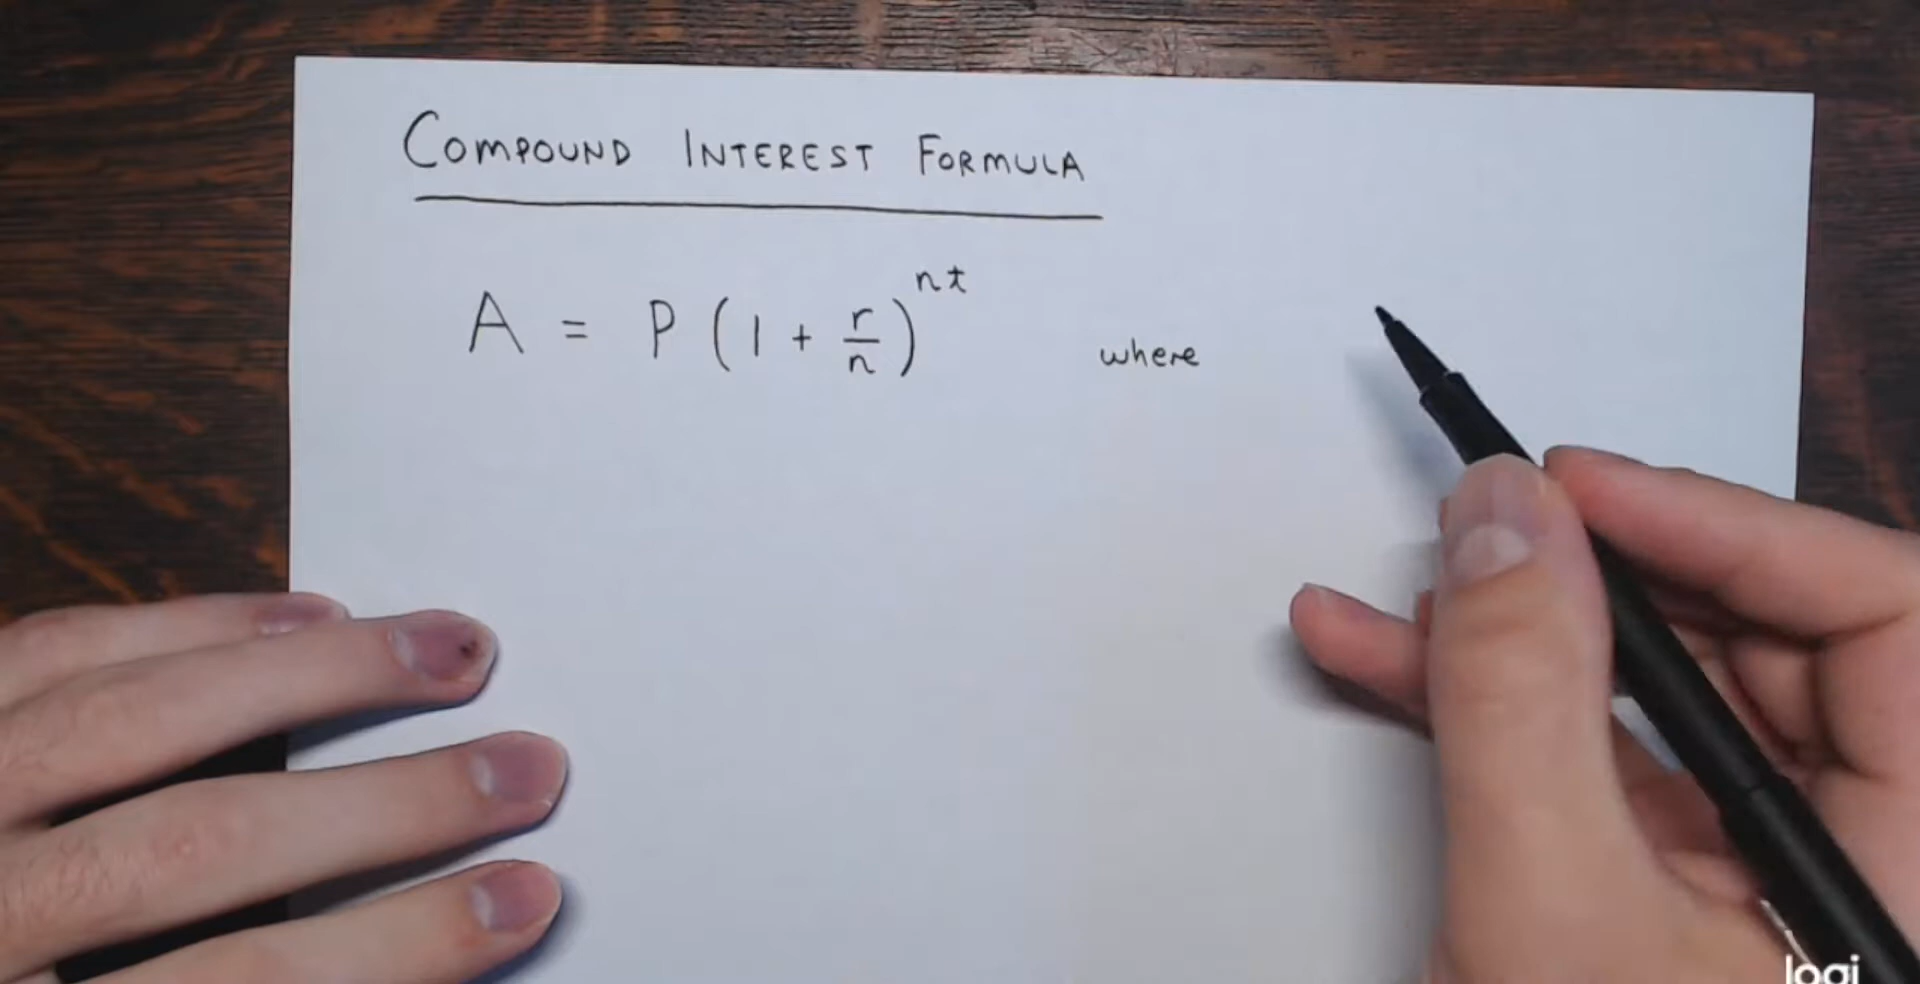 COMPOUND INTEREST FORMULA
A = P (1 + r/n)^nt where
logi